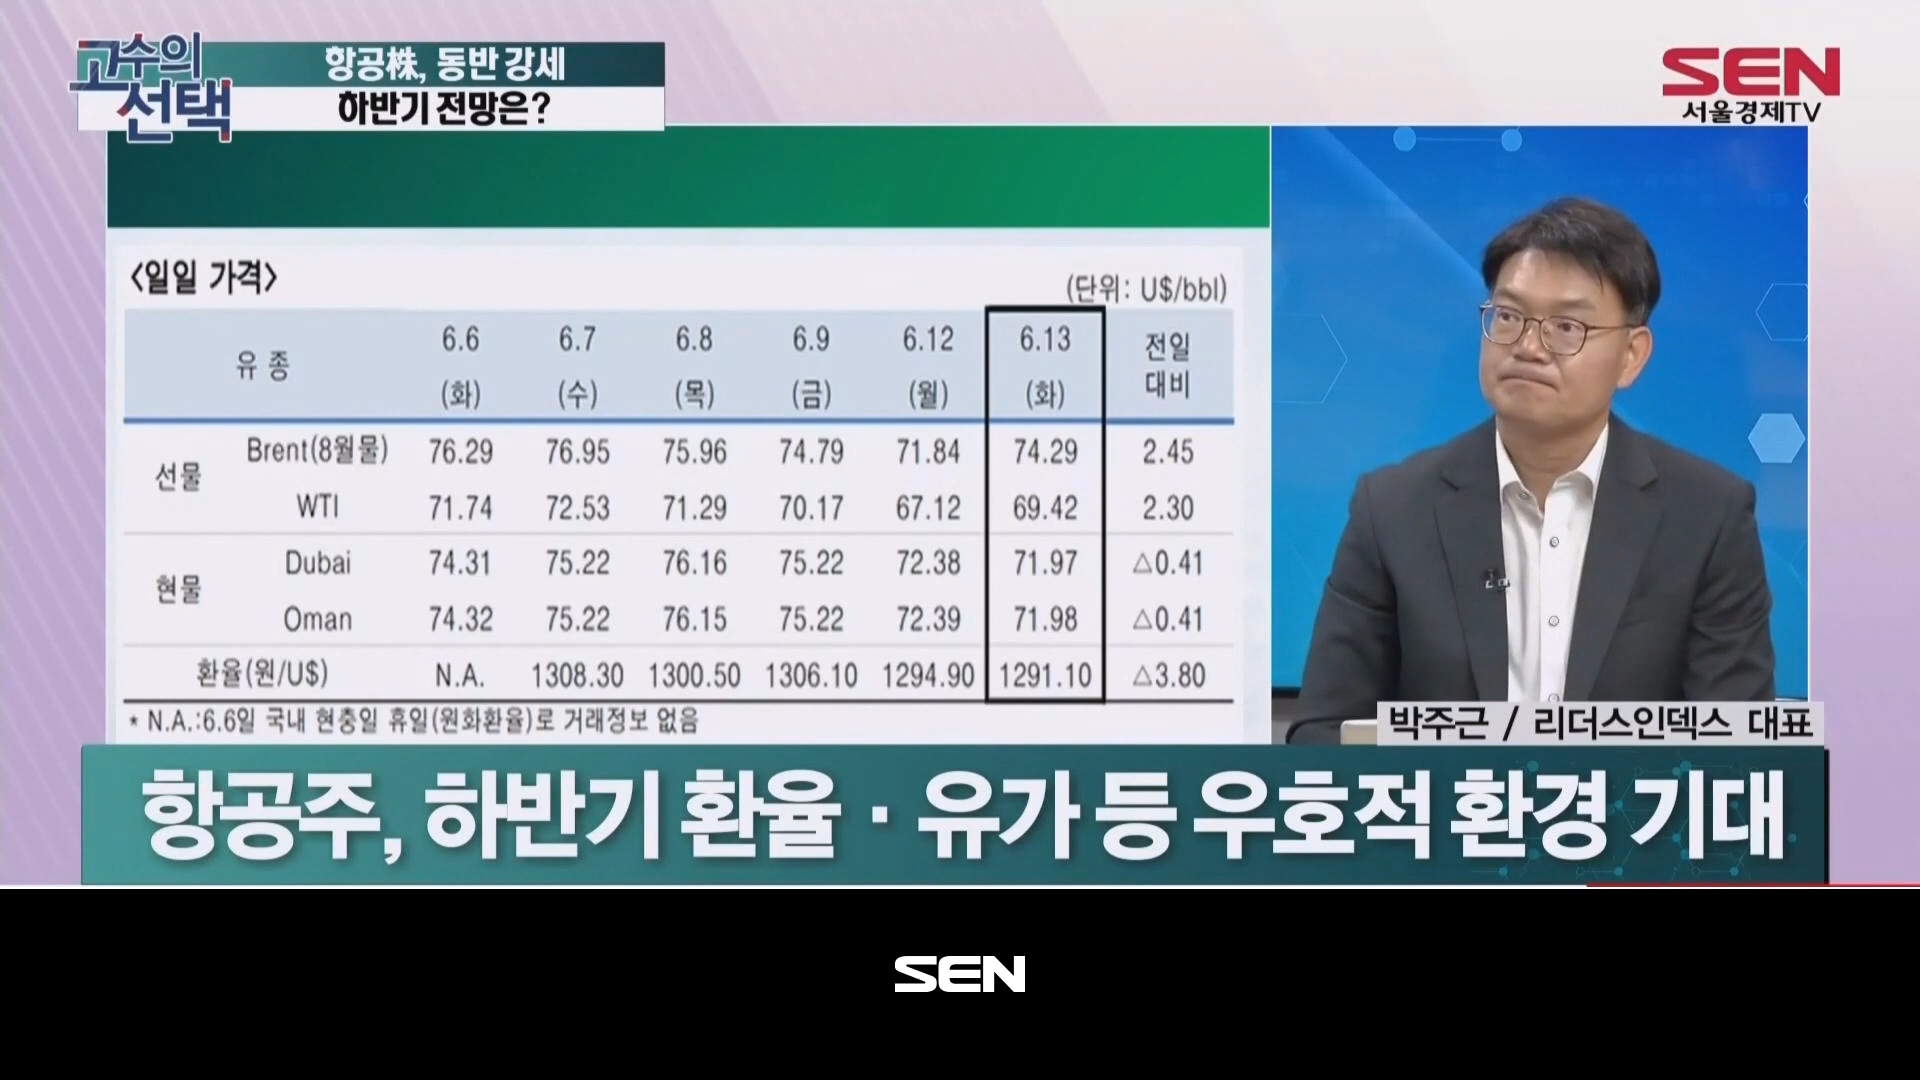 고수의
선택
항공株, 동반 강세
하반기 전망은?
SEN
서울경제TV
<일일 가격>
(단위: U$/bbl)
유 종 6.6 (화) 6.7 (수) 6.8 (목) 6.9 (금) 6.12 (월) 6.13 (화) 전일 대비
선물 Brent(8월물) 76.29 76.95 75.96 74.79 71.84 74.29 2.45
WTI 71.74 72.53 71.29 70.17 67.12 69.42 2.30
현물 Dubai 74.31 75.22 76.16 75.22 72.38 71.97 △0.41
Oman 74.32 75.22 76.15 75.22 72.39 71.98 △0.41
환율(원/U$) N.A. 1308.30 1300.50 1306.10 1294.90 1291.10 △3.80
* N.A.:6.6일 국내 현충일 휴일(원화환율)로 거래정보 없음
박주근 / 리더스인덱스 대표
항공주, 하반기 환율 · 유가 등 우호적 환경 기대
SEN